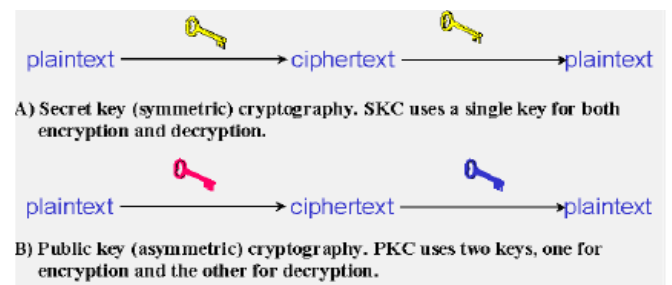 plaintext ciphertext plaintext
A) Secret key (symmetric) cryptography. SKC uses a single key for both
encryption and decryption.
plaintext ciphertext plaintext
B) Public key (asymmetric) cryptography. PKC uses two keys, one for
encryption and the other for decryption.